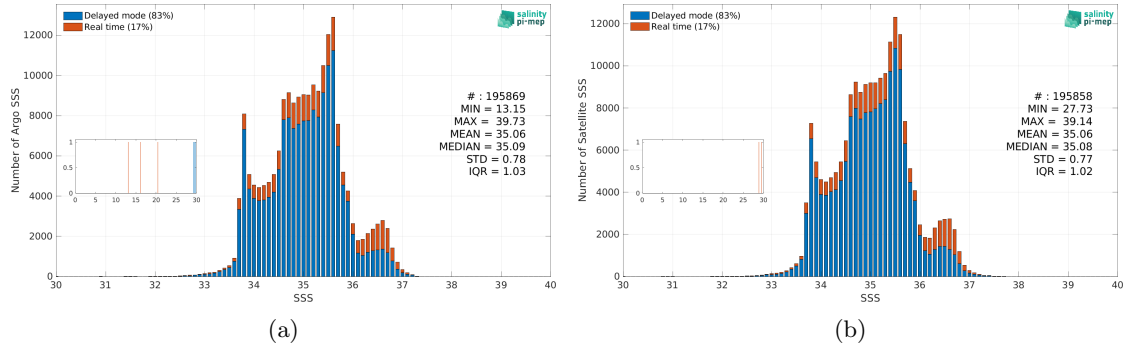 Delayed mode (83%)
Real time (17%)
salinity
pi-mep
Number of Argo SSS
12000
10000
8000
6000
4000
2000
0
# : 195869
MIN = 13.15
MAX = 39.73
MEAN = 35.06
MEDIAN = 35.09
STD = 0.78
IQR = 1.03
1
0.5
0
0 5 10 15 20 25 30
30 31 32 33 34 35 36 37 38 39 40
SSS
(a)
Delayed mode (83%)
Real time (17%)
salinity
pi-mep
Number of Satellite SSS
12000
10000
8000
6000
4000
2000
0
# : 195858
MIN = 27.73
MAX = 39.14
MEAN = 35.06
MEDIAN = 35.08
STD = 0.77
IQR = 1.02
1
0.5
0
0 5 10 15 20 25 30
30 31 32 33 34 35 36 37 38 39 40
SSS
(b)